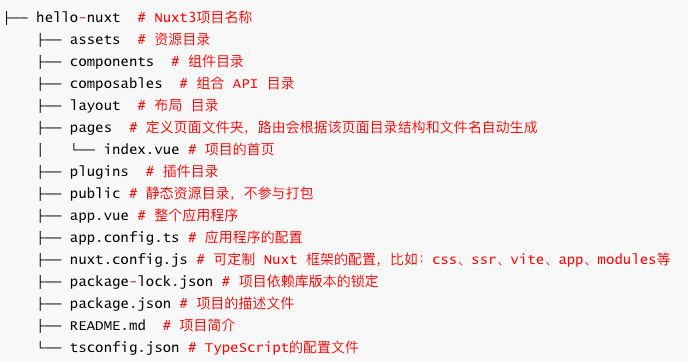 ├── hello-nuxt  # Nuxt3项目名称
    ├── assets  # 资源目录
    ├── components  # 组件目录
    ├── composables  # 组合 API 目录
    ├── layout  # 布局 目录
    ├── pages  # 定义页面文件夹，路由会根据该页面目录结构和文件名自动生成
    │   └── index.vue # 项目的首页
    ├── plugins  # 插件目录
    ├── public # 静态资源目录，不参与打包
    ├── app.vue # 整个应用程序
    ├── app.config.ts # 应用程序的配置
    ├── nuxt.config.js # 可定制 Nuxt 框架的配置，比如：css、ssr、vite、app、modules等
    ├── package-lock.json # 项目依赖库版本的锁定
    ├── package.json # 项目的描述文件
    ├── README.md  # 项目简介
    └── tsconfig.json # TypeScript的配置文件